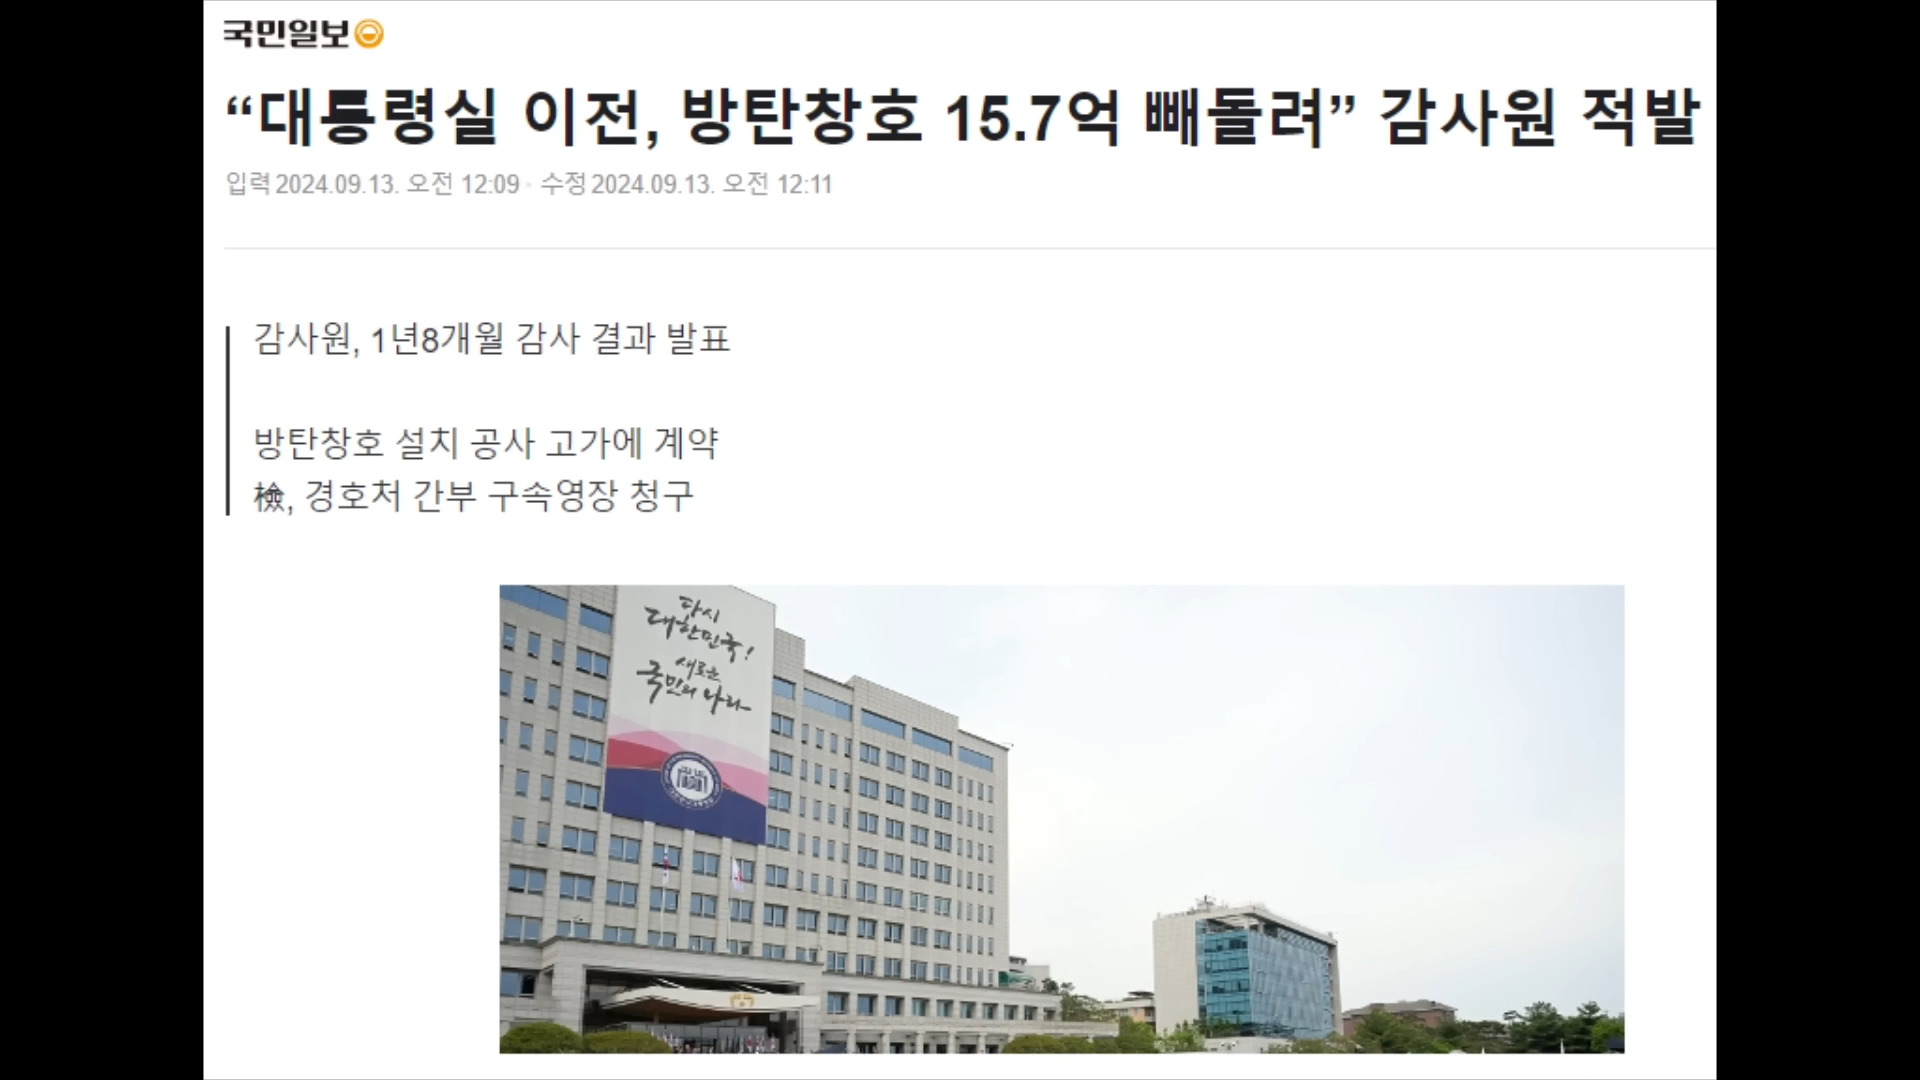 국민일보
“대통령실 이전, 방탄창호 15.7억 빼돌려” 감사원 적발
입력 2024.09.13. 오전 12:09 · 수정 2024.09.13. 오전 12:11
감사원, 1년8개월 감사 결과 발표
방탄창호 설치 공사 고가에 계약
檢, 경호처 간부 구속영장 청구
다시
대한민국!
새로운
국민의 나라